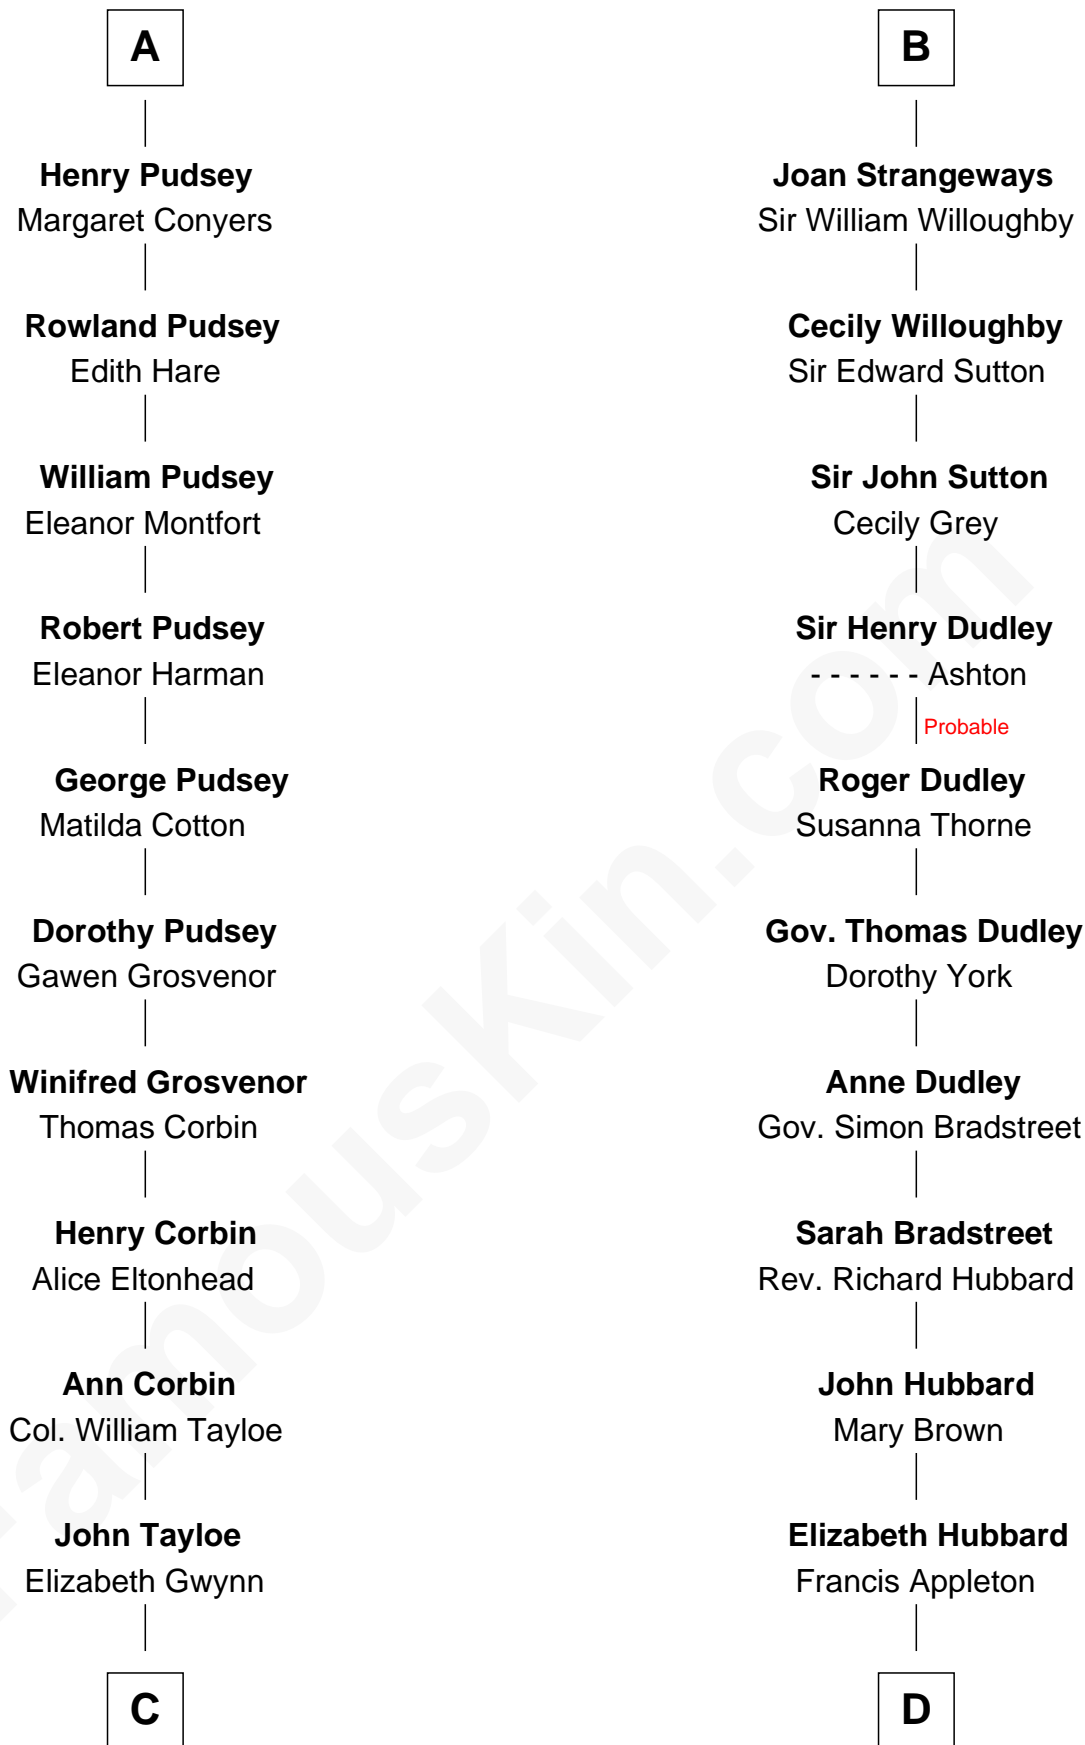 A
Henry Pudsey
Margaret Conyers
Rowland Pudsey
Edith Hare
William Pudsey
Eleanor Montfort
Robert Pudsey
Eleanor Harman
George Pudsey
Matilda Cotton
Dorothy Pudsey
Gawen Grosvenor
Winifred Grosvenor
Thomas Corbin
Henry Corbin
Alice Eltonhead
Ann Corbin
Col. William Tayloe
John Tayloe
Elizabeth Gwynn
C
B
Joan Strangeways
Sir William Willoughby
Cecily Willoughby
Sir Edward Sutton
Sir John Sutton
Cecily Grey
Sir Henry Dudley
- - - - - - Ashton
Probable
Roger Dudley
Susanna Thorne
Gov. Thomas Dudley
Dorothy York
Anne Dudley
Gov. Simon Bradstreet
Sarah Bradstreet
Rev. Richard Hubbard
John Hubbard
Mary Brown
Elizabeth Hubbard
Francis Appleton
D
FamousKin.com